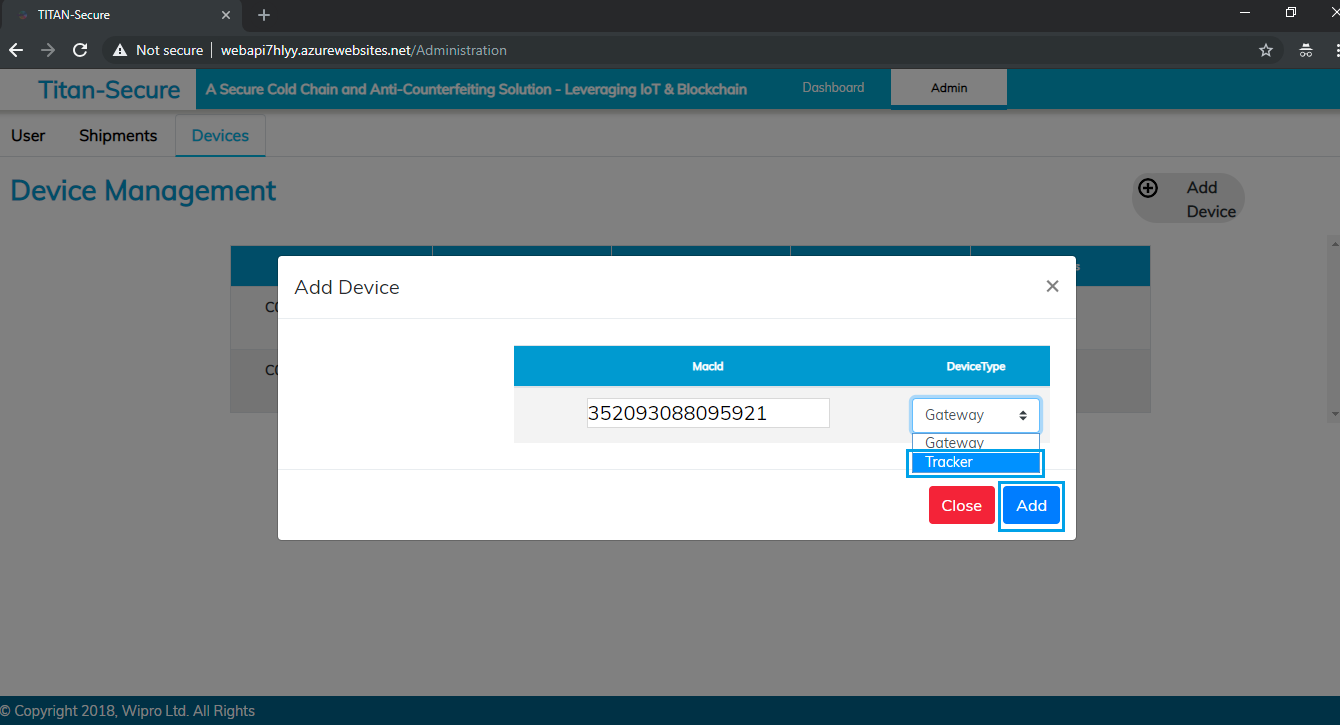 TITAN-Secure
Not secure
webapi7hlyy.azurewebsites.net/Administration
Titan-Secure
A Secure Cold Chain and Anti-Counterfeiting Solution - Leveraging IoT & Blockchain
Dashboard
Admin
User
Shipments
Devices
Device Management
Add
Device
s
C0
C0
Add Device
MacId
DeviceType
352093088095921
Gateway
Gateway
Tracker
Close
Add
© Copyright 2018, Wipro Ltd. All Rights